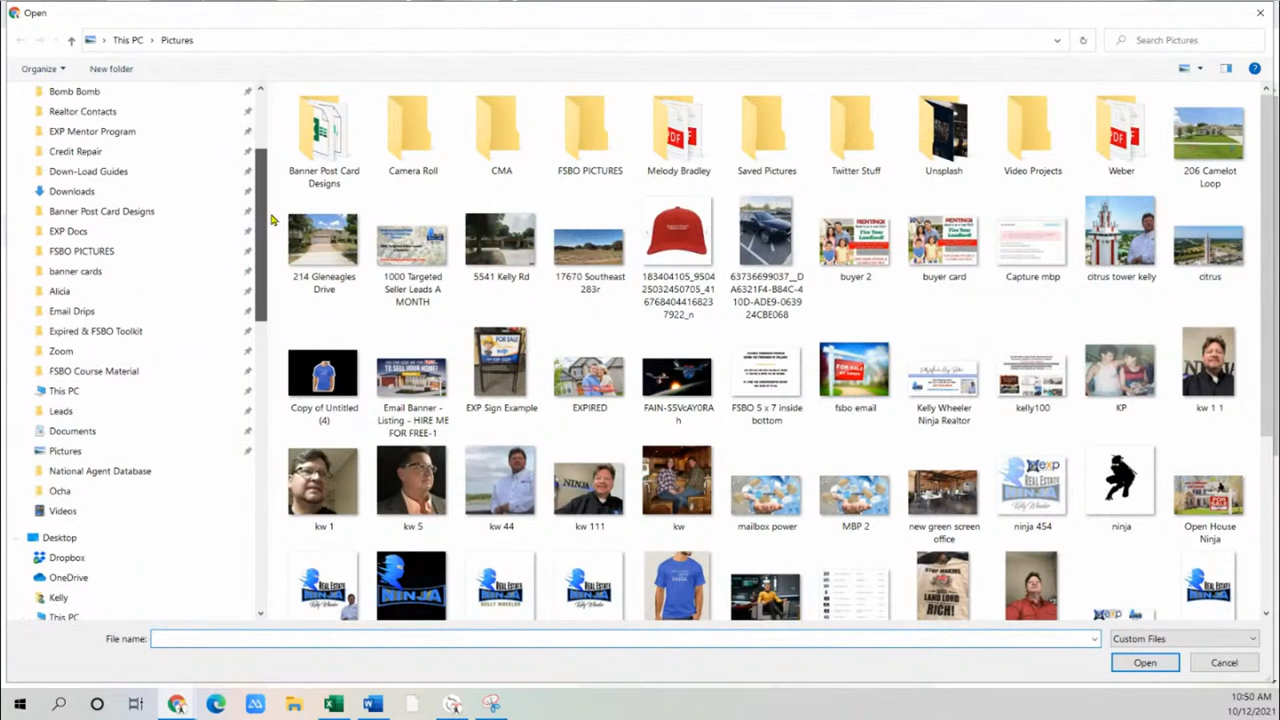 Open
This PC > Pictures
Search Pictures
Organize
New folder
Bomb Bomb
Realtor Contacts
EXP Mentor Program
Credit Repair
Down-Load Guides
Downloads
Banner Post Card Designs
EXP Docs
FSBO PICTURES
banner cards
Alicia
Email Drips
Expired & FSBO Toolkit
Zoom
FSBO Course Material
This PC
Leads
Documents
Pictures
National Agent Database
Ocha
Videos
Desktop
Dropbox
OneDrive
Kelly
This PC
Banner Post Card
Designs
Camera Roll
CMA
FSBO PICTURES
Melody Bradley
Saved Pictures
Twitter Stuff
Unsplash
Video Projects
Weber
206 Camelot
Loop
214 Gleneagles
Drive
1000 Targeted
Seller Leads A
MONTH
5541 Kelly Rd
17670 Southeast
283r
183404105_9504
25032450705_41
6768404416823
7922_n
63736699037__D
A6321F4-B84C-4
10D-ADE9-0639
24CBE068
buyer 2
buyer card
Capture mbp
citrus tower kelly
citrus
Copy of Untitled
(4)
Email Banner -
Listing - HIRE ME
FOR FREE-1
EXP Sign Example
EXPIRED
FAIN-S5VcAY0RA
h
FSBO 5 x 7 inside
bottom
fsbo email
Kelly Wheeler
Ninja Realtor
kelly100
KP
kw 1 1
kw 1
kw 5
kw 44
kw 111
kw
mailbox power
MBP 2
new green screen
office
ninja 454
ninja
Open House
Ninja
File name:
Custom Files
Open
Cancel
10:50 AM
10/12/2021